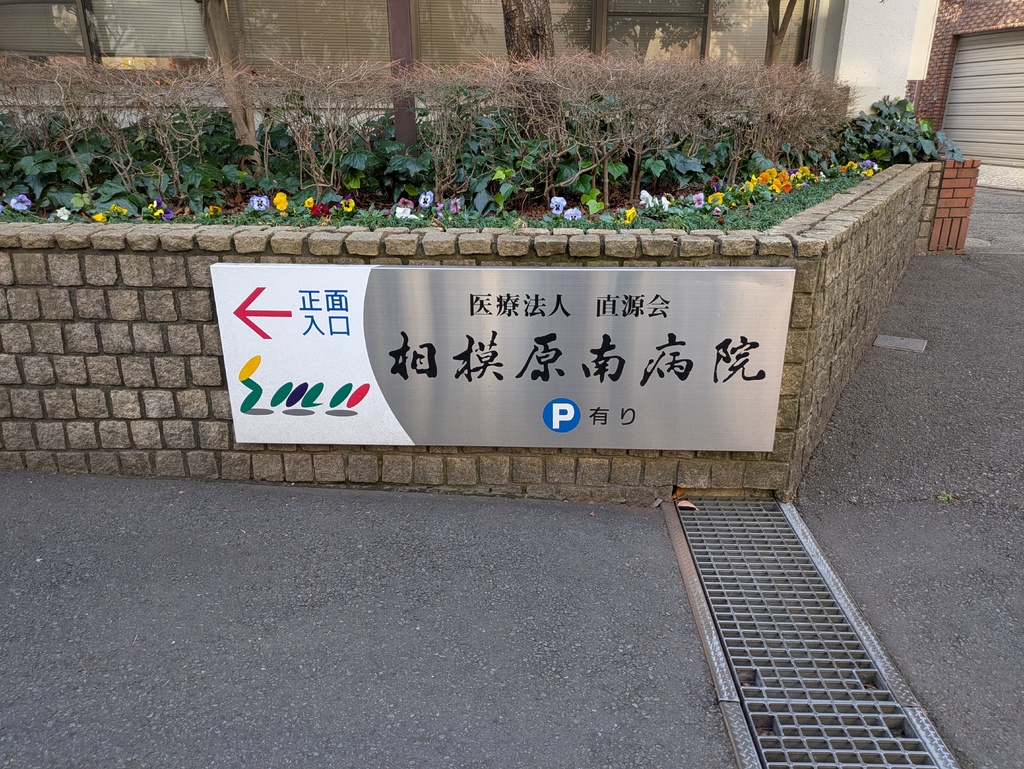 正面
入口
医療法人 直源会
相模原南病院
P 有り